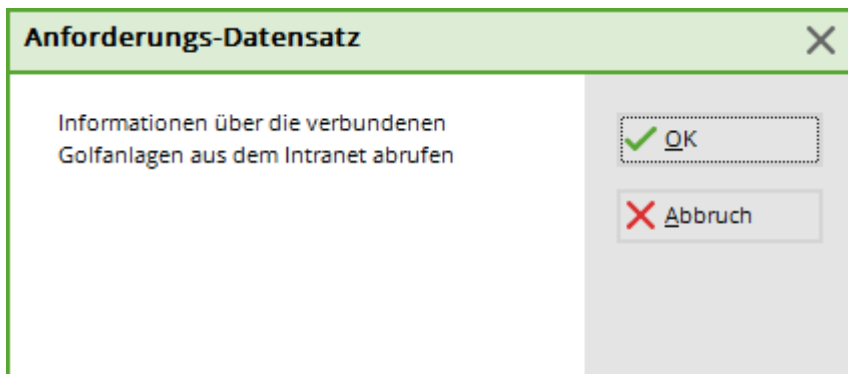 Anforderungs-Datensatz
Informationen über die verbundenen
Golfanlagen aus dem Intranet abrufen
OK
Abbruch